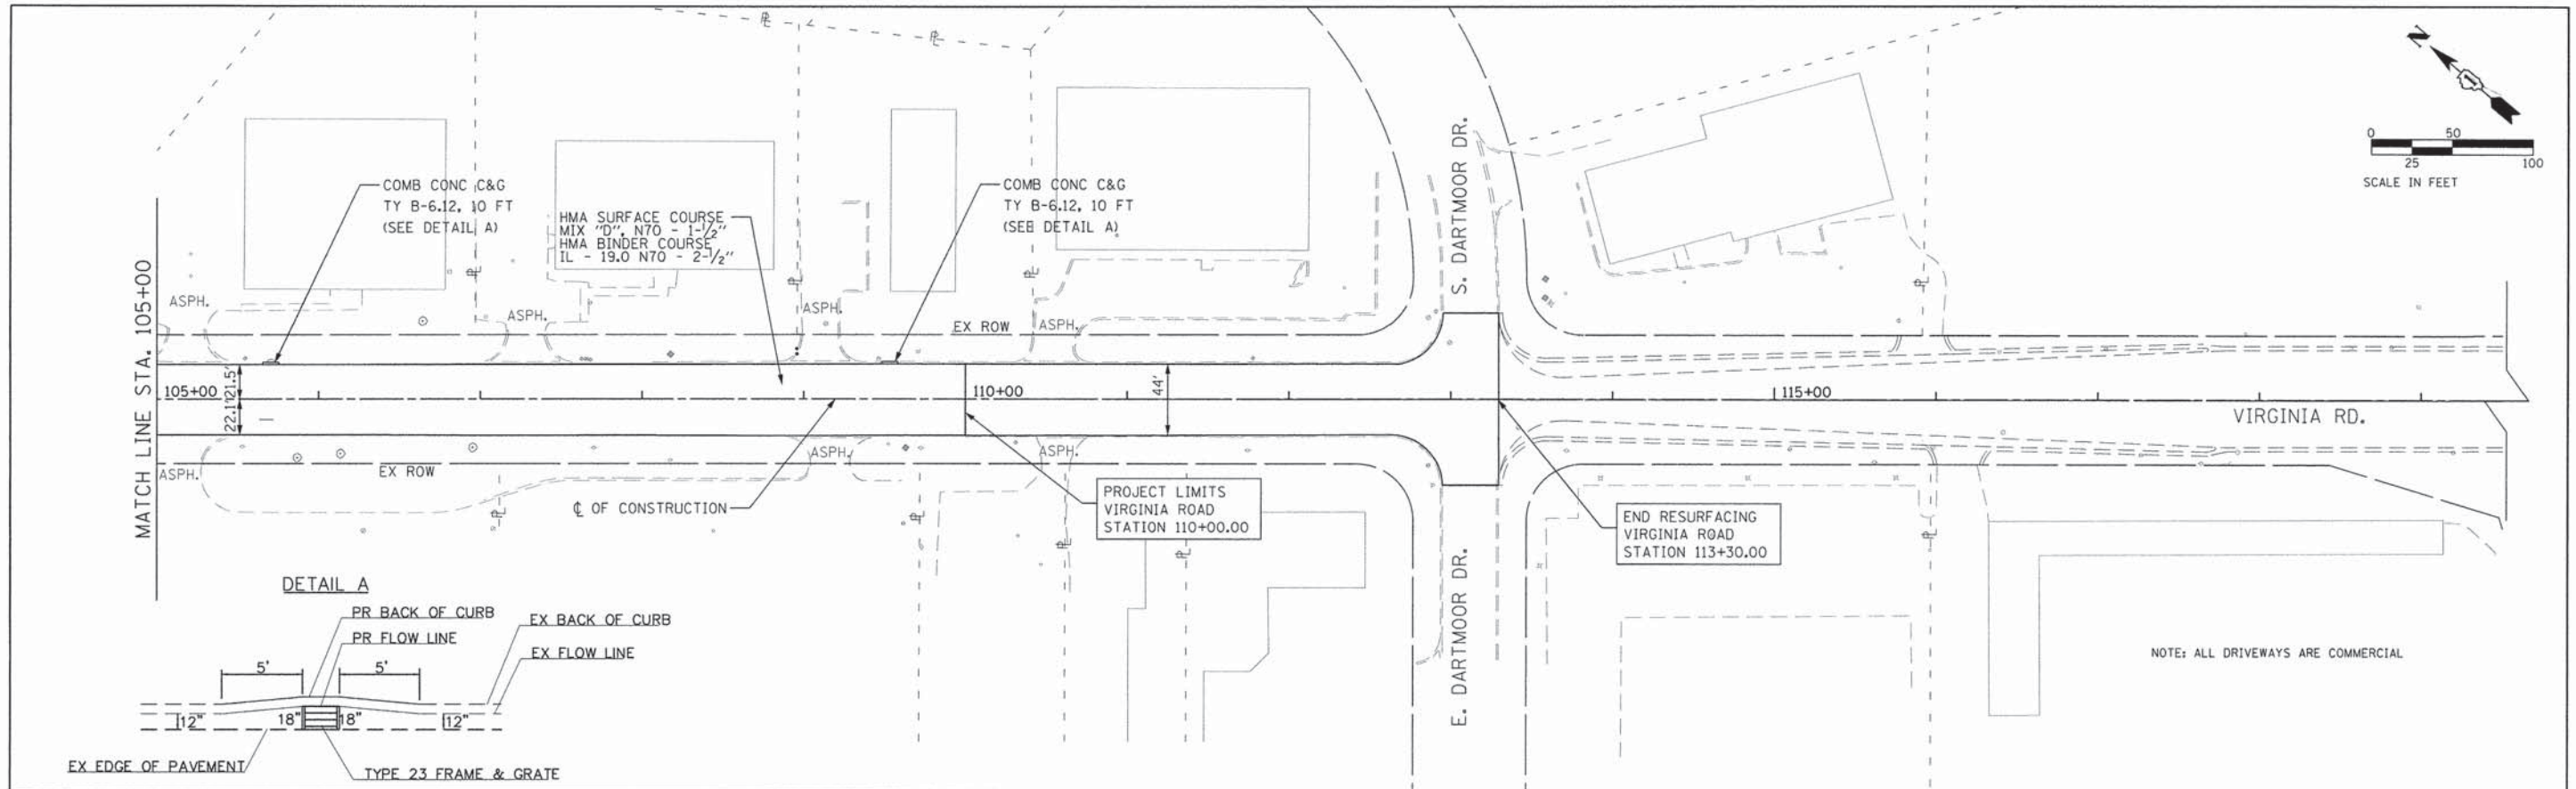 N
0 50
25 100
SCALE IN FEET
COMB CONC C&G
TY B-6.12, 10 FT
(SEE DETAIL A)
HMA SURFACE COURSE
MIX "D", N70 - 1-1/2"
HMA BINDER COURSE
IL - 19.0 N70 - 2-1/2"
COMB CONC C&G
TY B-6.12, 10 FT
(SEE DETAIL A)
S. DARTMOOR DR.
MATCH LINE STA. 105+00
ASPH.
ASPH.
ASPH.
EX ROW
ASPH.
105+00
21.5'
22.1'
110+00
44'
115+00
VIRGINIA RD.
ASPH.
EX ROW
ASPH.
ASPH.
℄ OF CONSTRUCTION
PROJECT LIMITS
VIRGINIA ROAD
STATION 110+00.00
END RESURFACING
VIRGINIA ROAD
STATION 113+30.00
E. DARTMOOR DR.
DETAIL A
PR BACK OF CURB
PR FLOW LINE
EX BACK OF CURB
EX FLOW LINE
5' 5'
12" 18" 18" 12"
EX EDGE OF PAVEMENT
TYPE 23 FRAME & GRATE
NOTE: ALL DRIVEWAYS ARE COMMERCIAL